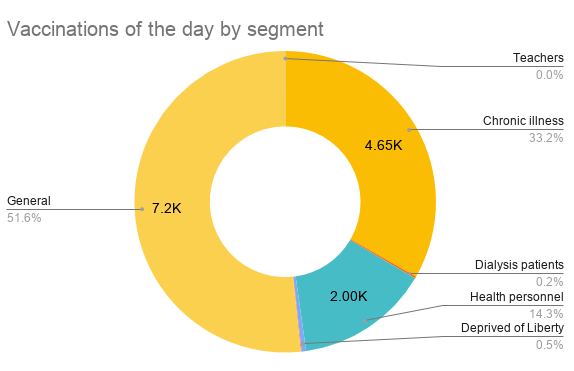 Vaccinations of the day by segment
Teachers
0.0%
Chronic illness
33.2%
4.65K
General
51.6%
7.2K
Dialysis patients
0.2%
Health personnel
14.3%
2.00K
Deprived of Liberty
0.5%